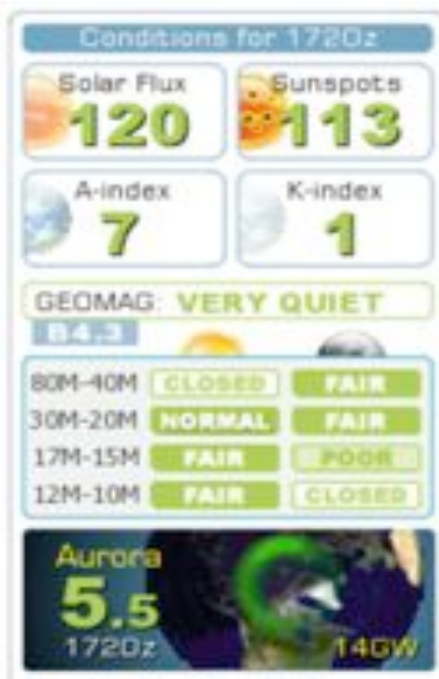 Conditions for 1720z
Solar Flux
120
Sunspots
113
A-index
7
K-index
1
GEOMAG: VERY QUIET
B4.3
80M-40M CLOSED FAIR
30M-20M NORMAL FAIR
17M-15M FAIR POOR
12M-10M FAIR CLOSED
Aurora
5.5
1720z
14GW